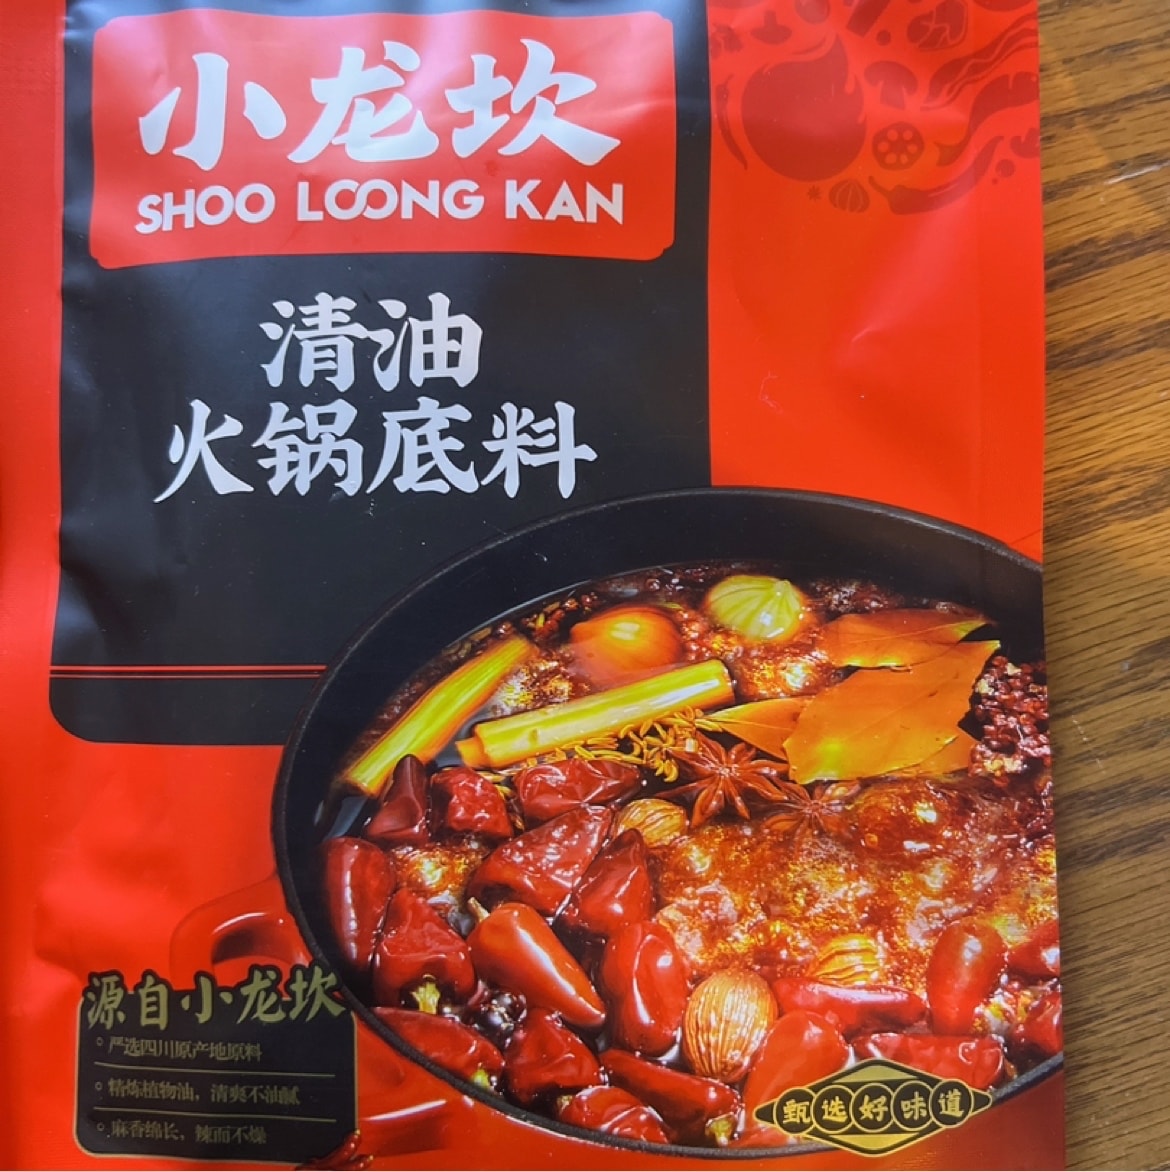 小龙坎
SHOO LOONG KAN
清油
火锅底料
源自小龙坎
严选四川原产地原料
精炼植物油，清爽不油腻
麻香绵长，辣而不燥
甄选好味道